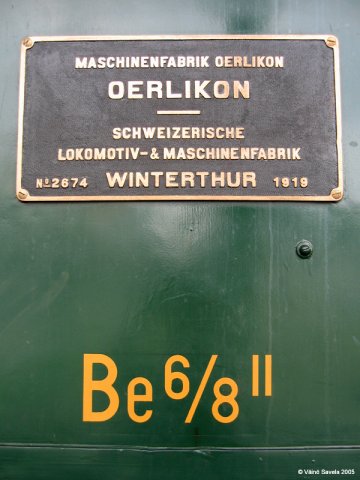 MASCHINENFABRIK OERLIKON
OERLIKON
SCHWEIZERISCHE
LOKOMOTIV-& MASCHINENFABRIK
No 2674 WINTERTHUR 1919
Be 6/8 II
© Väinö Savela 2005